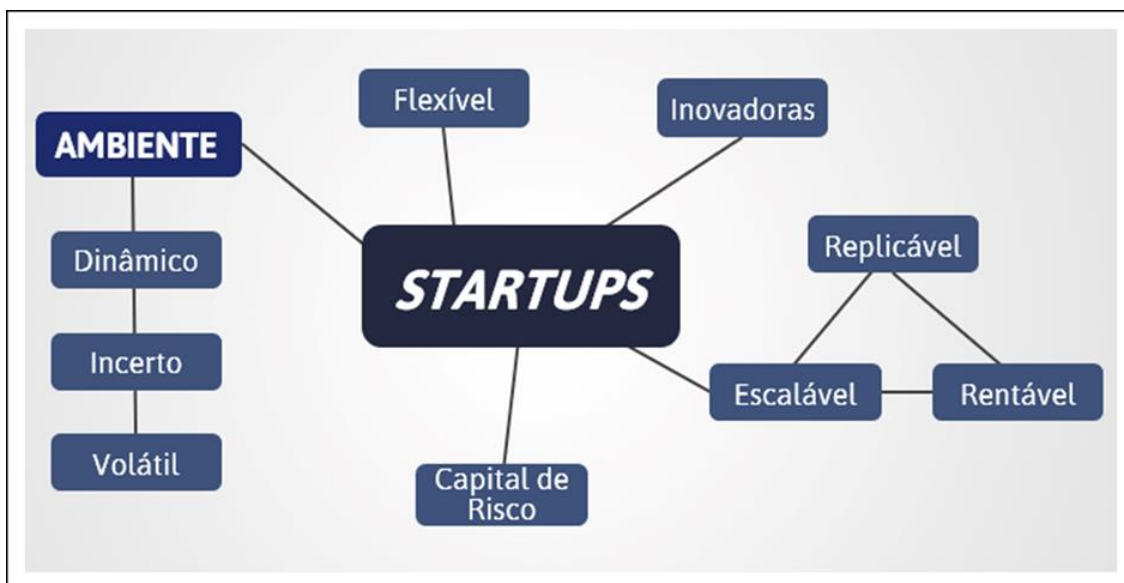 AMBIENTE
Dinâmico
Incerto
Volátil
Flexível
Inovadoras
STARTUPS
Replicável
Escalável
Rentável
Capital de
Risco